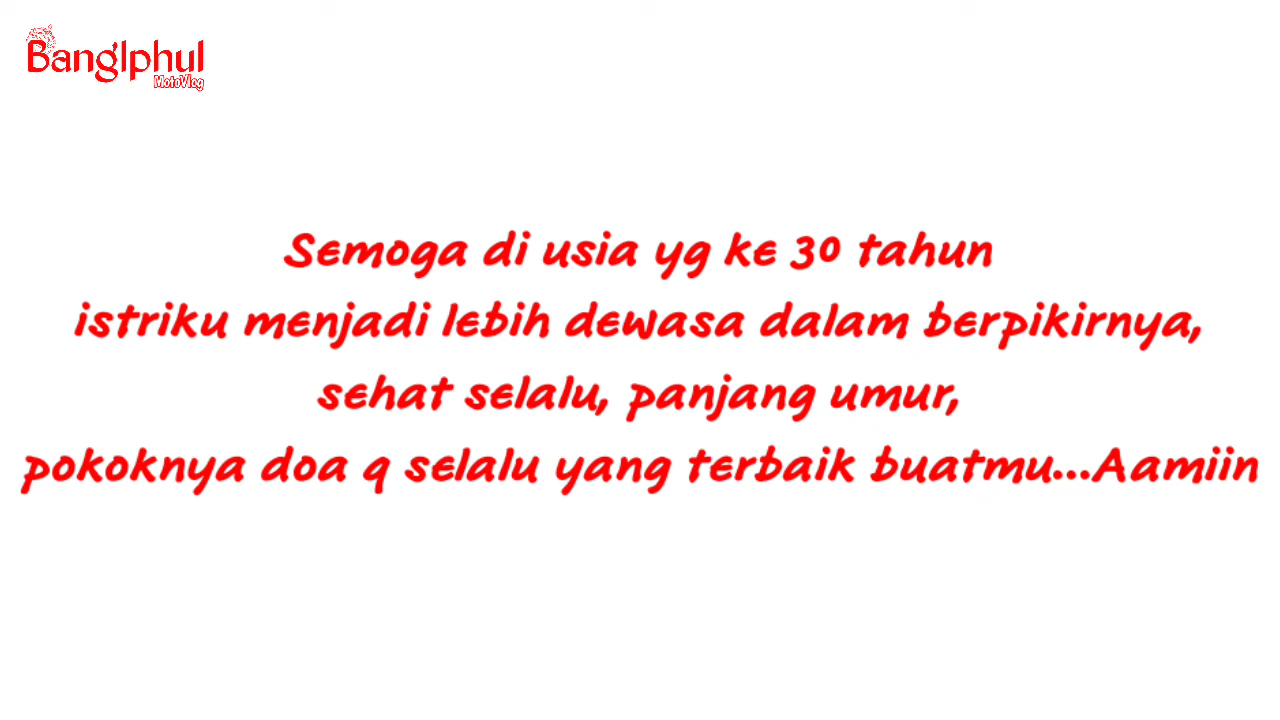 BangIphul
MotoVlog
Semoga di usia yg ke 30 tahun
istriku menjadi lebih dewasa dalam berpikirnya,
sehat selalu, panjang umur,
pokoknya doa q selalu yang terbaik buatmu...Aamiin